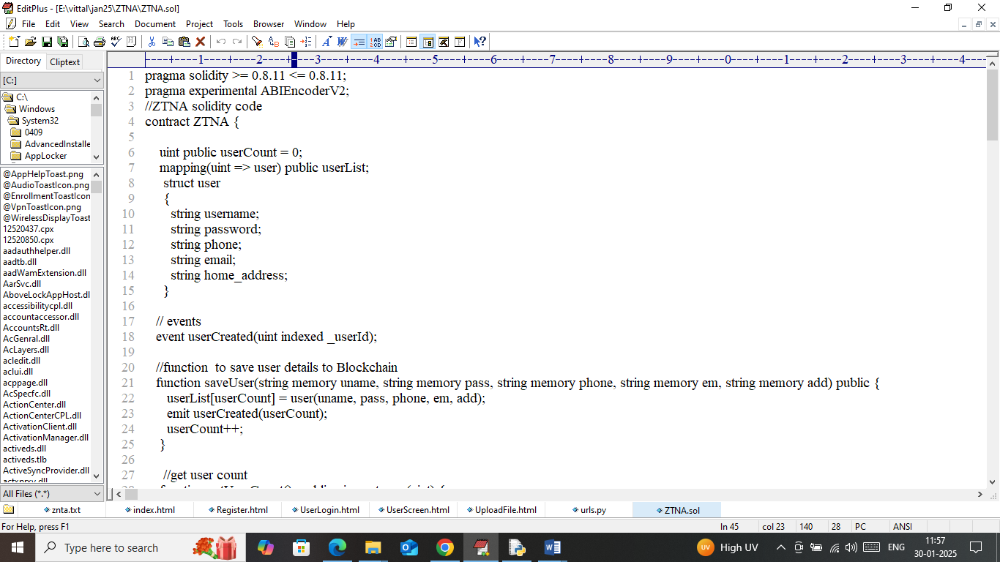 EditPlus - [E:\vittal\jan25\ZTNA\ZTNA.sol]
File Edit View Search Document Project Tools Browser Window Help
Directory Cliptext
----+----1----+----2----+----3----+----4----+----5----+----6----+----7----+----8----+----9----+----0----+----1----+----2----+----3----+----4--
[C:]
C:\
Windows
System32
0409
AdvancedInstalle
AppLocker
@AppHelpToast.png
@AudioToastIcon.png
@EnrollmentToastIcon
@VpnToastIcon.png
@WirelessDisplayToast
12520437.cpx
12520850.cpx
aadauthhelper.dll
aadtb.dll
aadWamExtension.dll
AarSvc.dll
AboveLockAppHost.dl
accessibilitycpl.dll
accountaccessor.dll
AccountsRt.dll
AcGenral.dll
AcLayers.dll
acledit.dll
aclui.dll
acppage.dll
AcSpecfc.dll
ActionCenter.dll
ActionCenterCPL.dll
ActivationClient.dll
ActivationManager.dll
activeds.dll
activeds.tlb
ActiveSyncProvider.dll
actxprxy.dll
All Files (*.*)
1 pragma solidity >= 0.8.11 <= 0.8.11;
2 pragma experimental ABIEncoderV2;
3 //ZTNA solidity code
4 contract ZTNA {
5
6 uint public userCount = 0;
7 mapping(uint => user) public userList;
8 struct user
9 {
10 string username;
11 string password;
12 string phone;
13 string email;
14 string home_address;
15 }
16
17 // events
18 event userCreated(uint indexed _userId);
19
20 //function  to save user details to Blockchain
21 function saveUser(string memory uname, string memory pass, string memory phone, string memory em, string memory add) public {
22 userList[userCount] = user(uname, pass, phone, em, add);
23 emit userCreated(userCount);
24 userCount++;
25 }
26
27 //get user count
znta.txt index.html Register.html UserLogin.html UserScreen.html UploadFile.html urls.py ZTNA.sol
For Help, press F1 ln 45 col 23 140 28 PC ANSI
Type here to search UV High UV ENG 11:57
30-01-2025